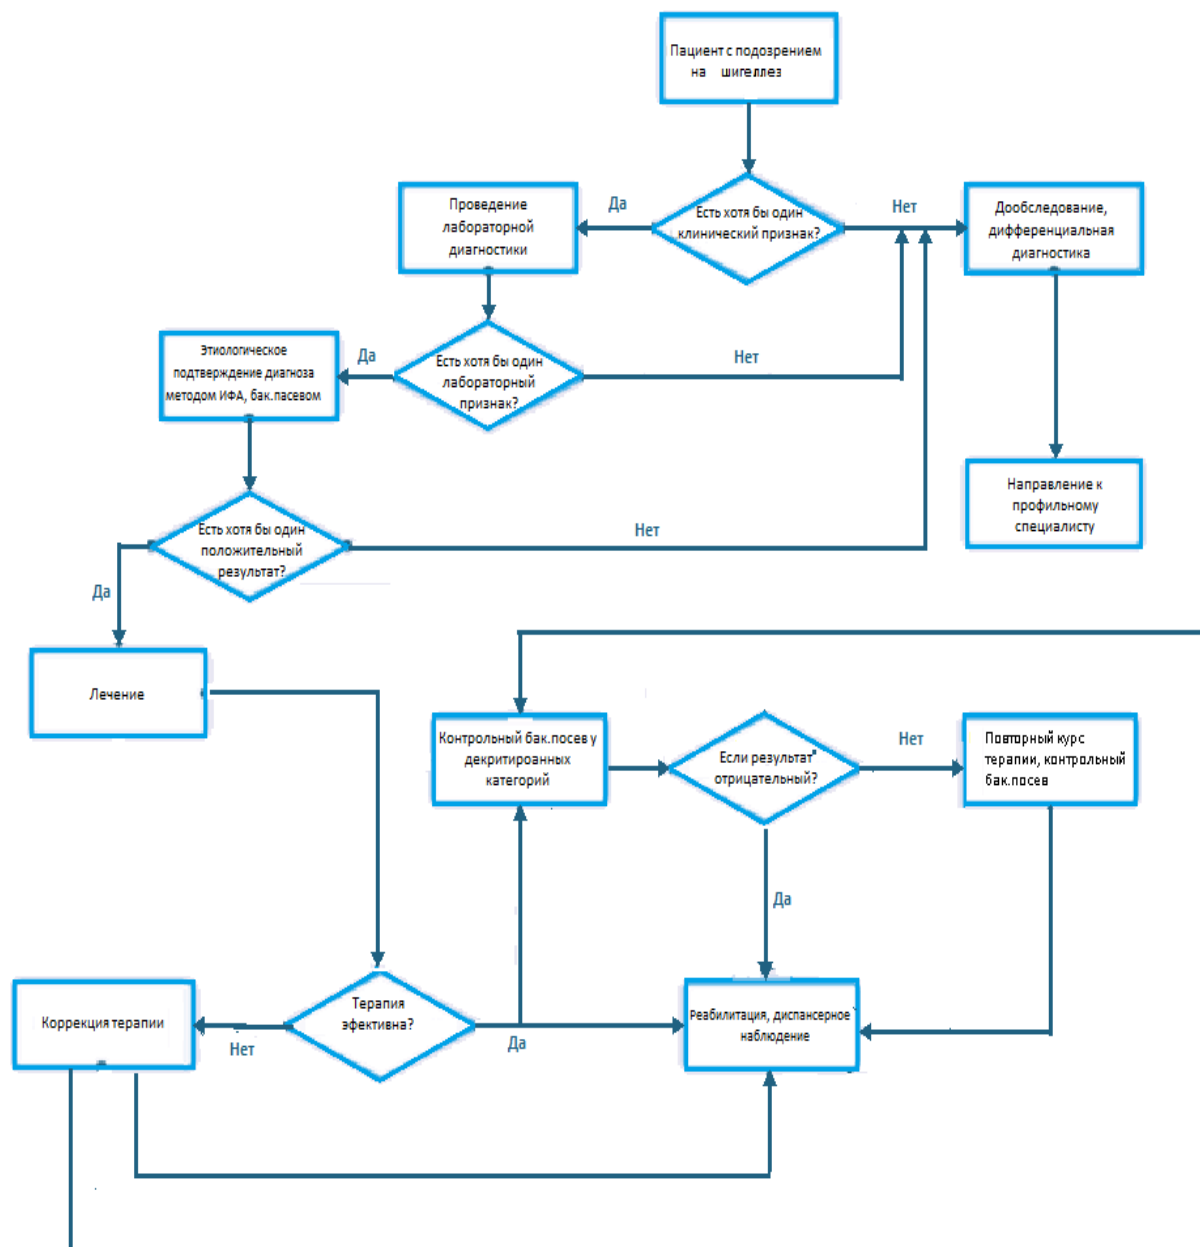 Пациент с подозрением
на шигеллез
Есть хотя бы один
клинический признак?
Да
Нет
Проведение
лабораторной
диагностики
Дообследование,
дифференциальная
диагностика
Этиологическое
подтверждение диагноза
методом ИФА, бак.пасевом
Да
Есть хотя бы один
лабораторный
признак?
Нет
Направление к
профильному
специалисту
Есть хотя бы один
положительный
результат?
Нет
Да
Лечение
Контрольный бак.посев у
декритироанных
категорий
Если результат
отрицательный?
Нет
Повторный курс
терапии, контрольный
бак.посев
Да
Коррекция терапии
Терапия
эфективна?
Нет
Да
Реабилитация, диспансерное
наблюдение